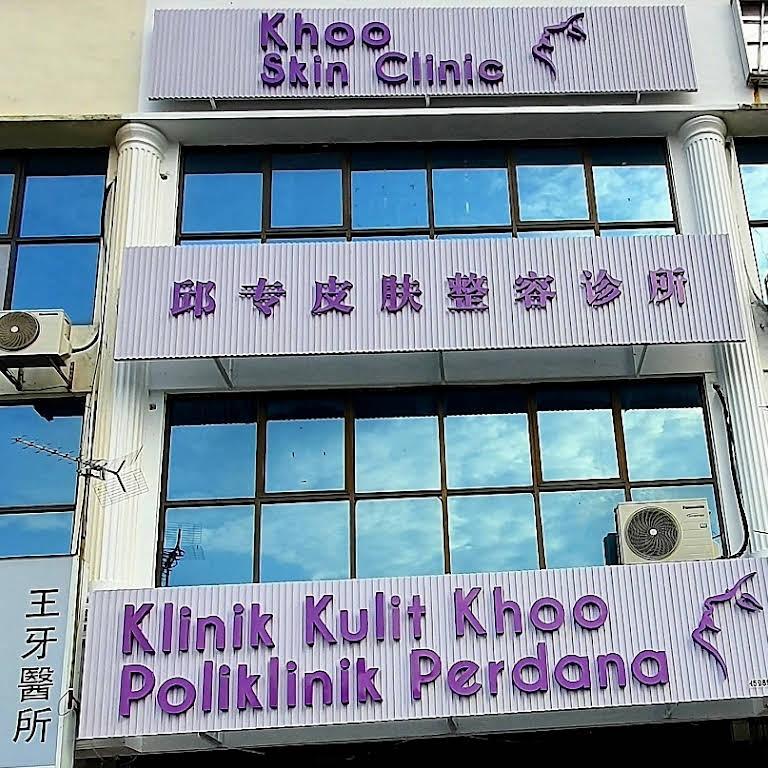 Khoo
Skin Clinic
邱专皮肤整容诊所
Panasonic
Klinik Kulit Khoo
Poliklinik Perdana
王牙醫所